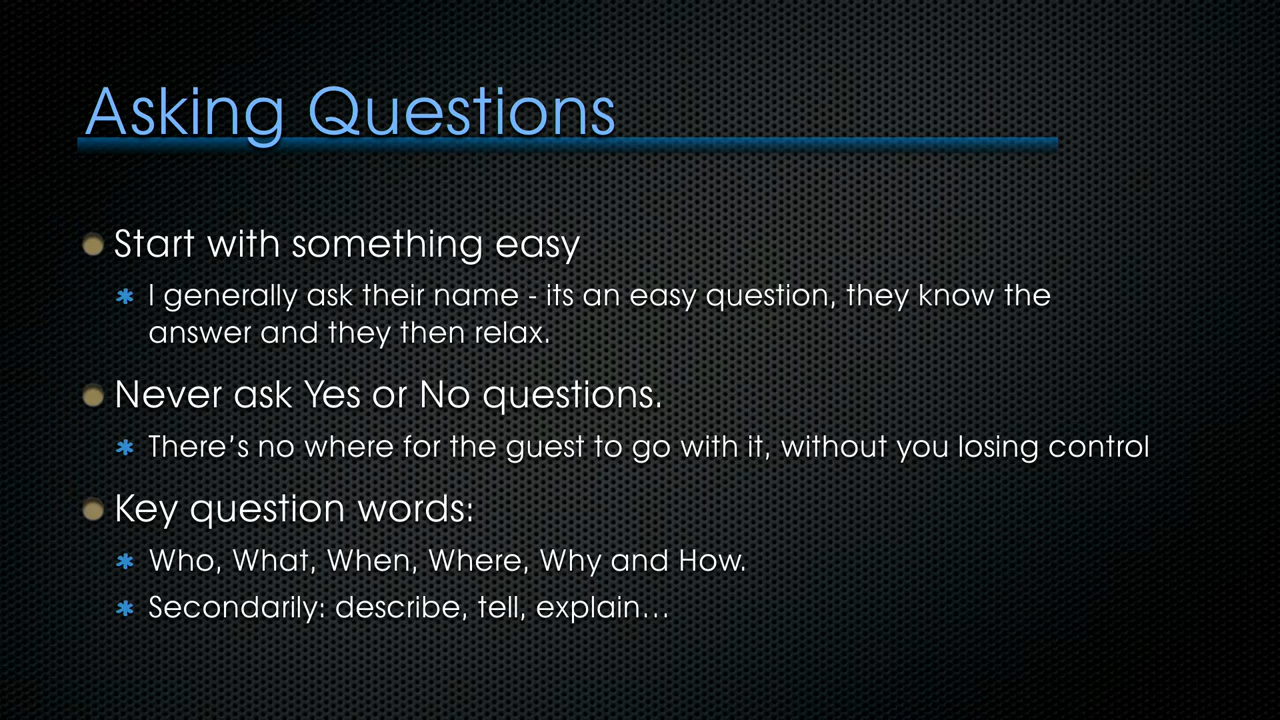 Asking Questions
Start with something easy
I generally ask their name - its an easy question, they know the
answer and they then relax.
Never ask Yes or No questions.
There's no where for the guest to go with it, without you losing control
Key question words:
Who, What, When, Where, Why and How.
Secondarily: describe, tell, explain…